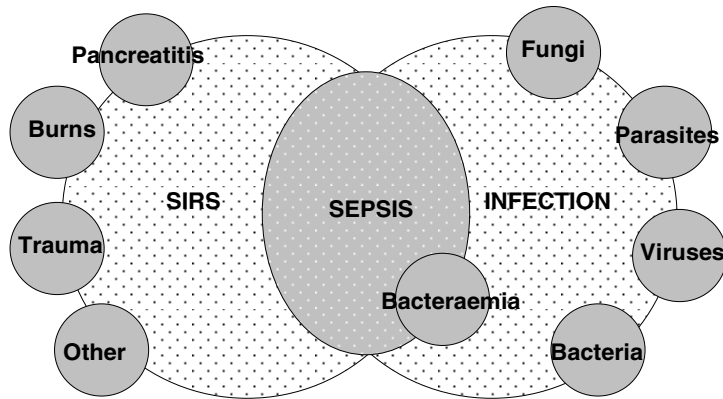 Pancreatitis
Fungi
Burns
Parasites
SIRS
SEPSIS
INFECTION
Trauma
Viruses
Bacteraemia
Other
Bacteria